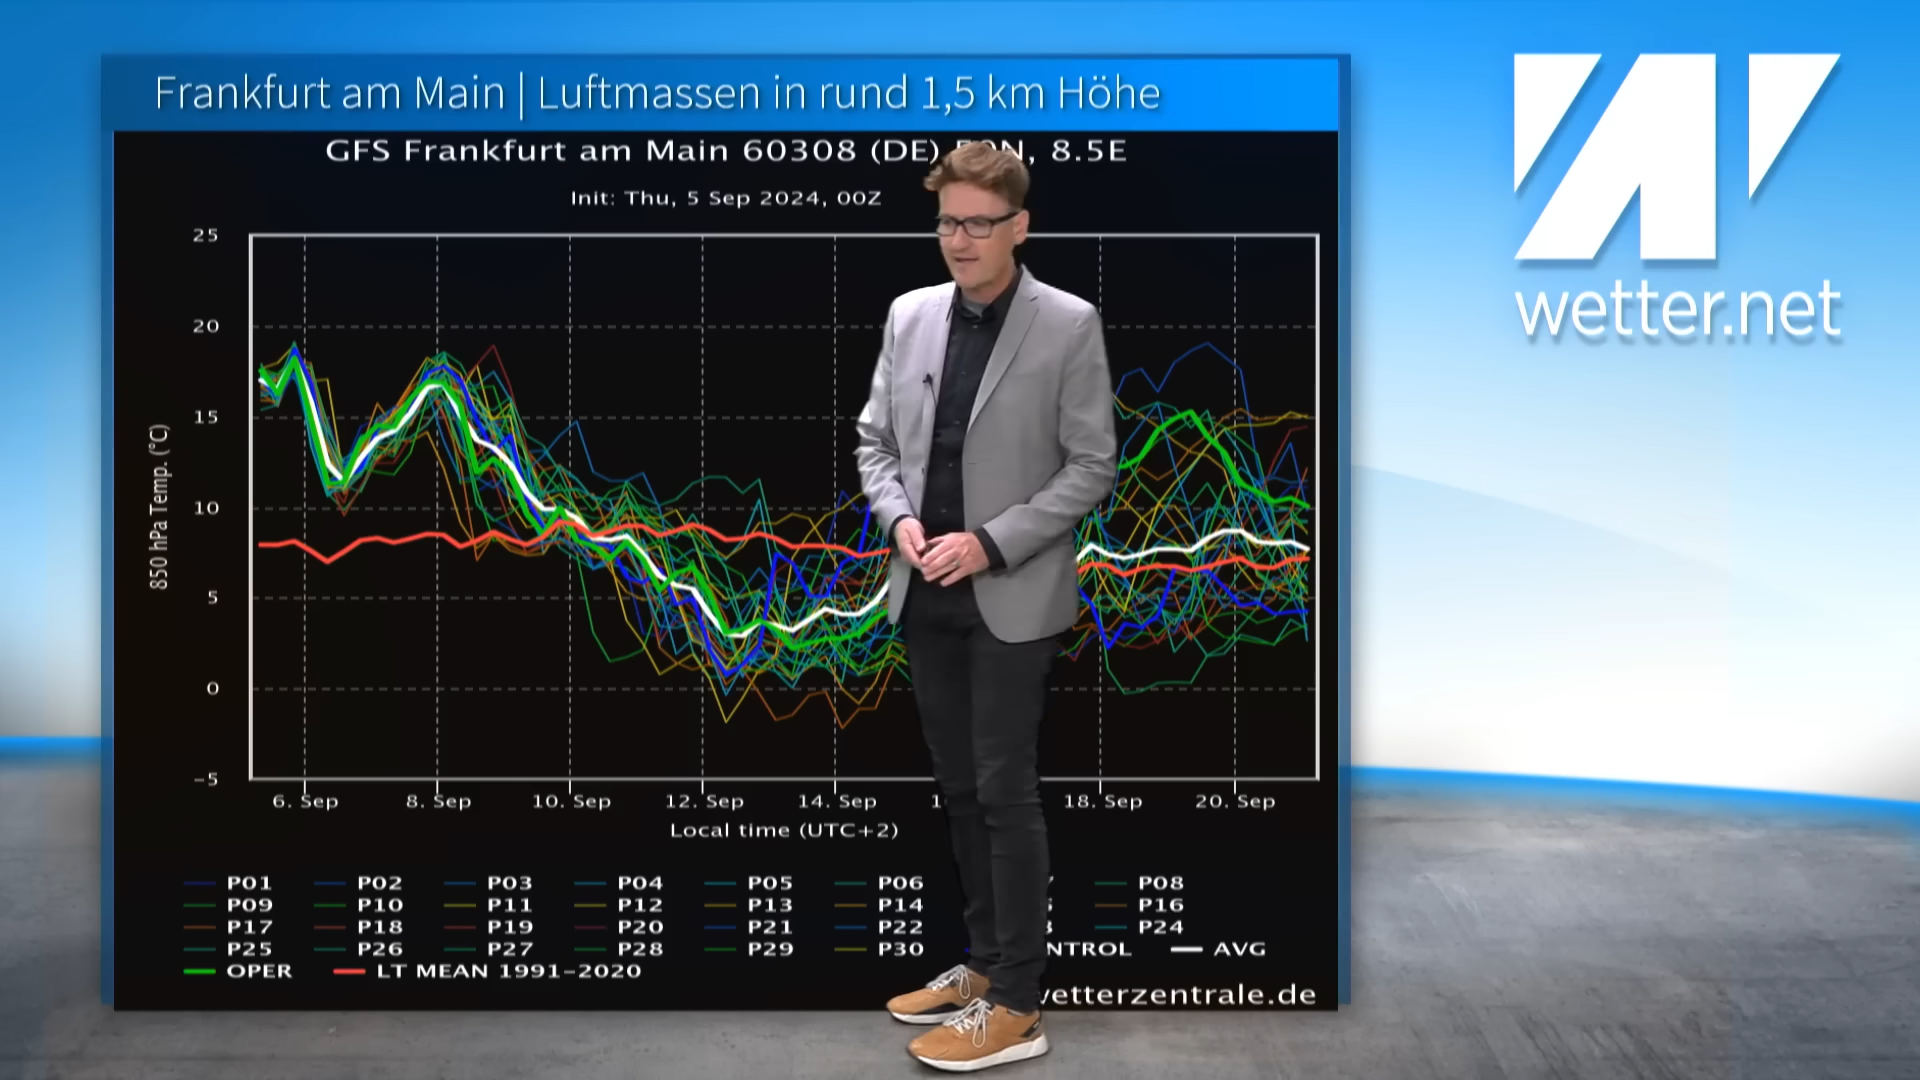 Frankfurt am Main | Luftmassen in rund 1,5 km Höhe
GFS Frankfurt am Main 60308 (DE) 50N, 8.5E
Init: Thu, 5 Sep 2024, 00Z
wetter.net
25
20
15
10
5
0
-5
850 hPa Temp. (°C)
6. Sep 8. Sep 10. Sep 12. Sep 14. Sep 18. Sep 20. Sep
Local time (UTC+2)
P01 P02 P03 P04 P05 P06 P08
P09 P10 P11 P12 P13 P14 P16
P17 P18 P19 P20 P21 P22 P24
P25 P26 P27 P28 P29 P30 NTROL AVG
OPER LT MEAN 1991-2020
wetterzentrale.de